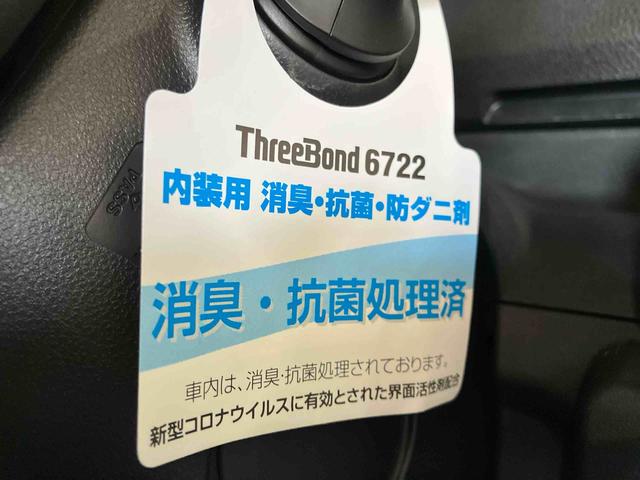 ThreeBond 6722
内装用 消臭・抗菌・防ダニ剤
消臭・抗菌処理済
車内は、消臭・抗菌処理されております。
新型コロナウイルスに有効とされた界面活性剤配合
PASS